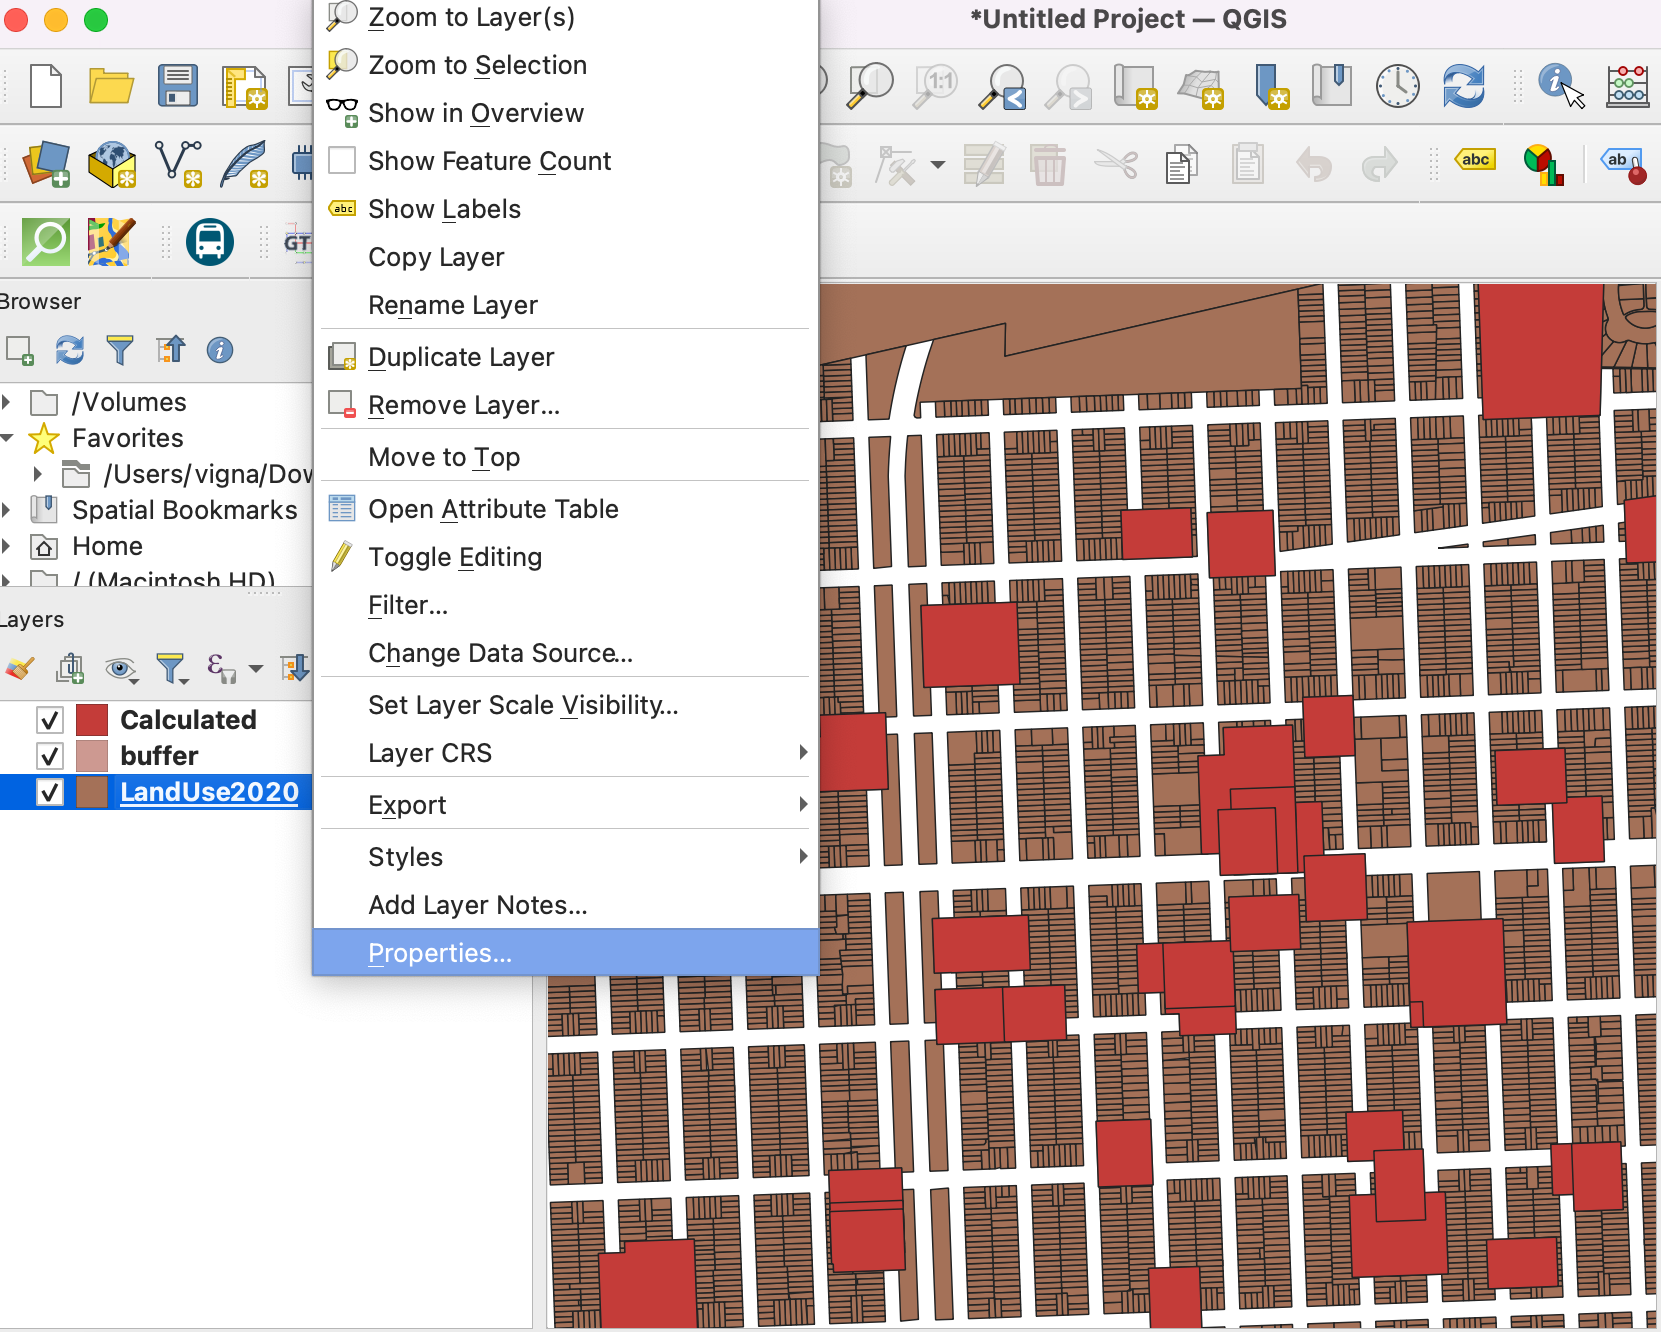 *Untitled Project — QGIS
Zoom to Layer(s)
Zoom to Selection
Show in Overview
Show Feature Count
abc Show Labels
Copy Layer
Rename Layer
Duplicate Layer
Remove Layer...
Move to Top
Open Attribute Table
Toggle Editing
Filter...
Change Data Source...
Set Layer Scale Visibility...
Layer CRS
Export
Styles
Add Layer Notes...
Properties...
1:1
abc
ab
GT
Browser
/Volumes
Favorites
/Users/vigna/Dow
Spatial Bookmarks
Home
/ (Macintosh HD)
Layers
Calculated
buffer
LandUse2020